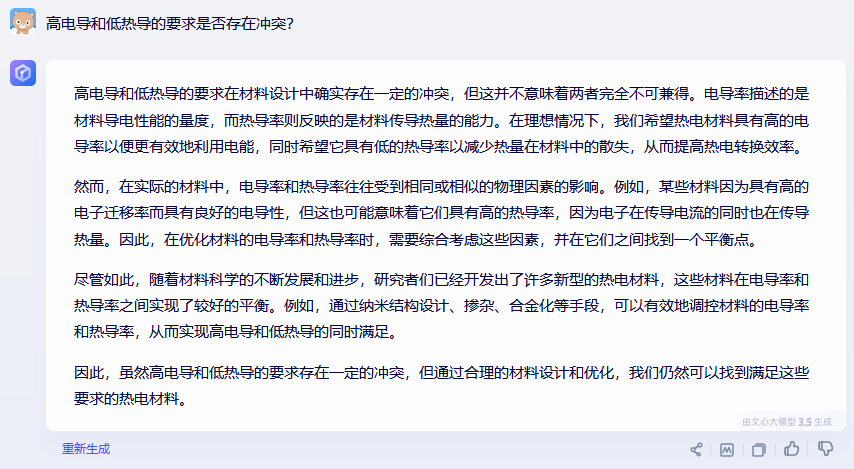 高电导和低热导的要求是否存在冲突？
高电导和低热导的要求在材料设计中确实存在一定的冲突，但这并不意味着两者完全不可兼得。电导率描述的是
材料导电性能的量度，而热导率则反映的是材料传导热量的能力。在理想情况下，我们希望热电材料具有高的电
导率以便更有效地利用电能，同时希望它具有低的热导率以减少热量在材料中的散失，从而提高热电转换效率。
然而，在实际的材料中，电导率和热导率往往受到相同或相似的物理因素的影响。例如，某些材料因为具有高的
电子迁移率而具有良好的电导性，但这也可能意味着它们具有高的热导率，因为电子在传导电流的同时也在传导
热量。因此，在优化材料的电导率和热导率时，需要综合考虑这些因素，并在它们之间找到一个平衡点。
尽管如此，随着材料科学的不断发展和进步，研究者们已经开发出了许多新型的热电材料，这些材料在电导率和
热导率之间实现了较好的平衡。例如，通过纳米结构设计、掺杂、合金化等手段，可以有效地调控材料的电导率
和热导率，从而实现高电导和低热导的同时满足。
因此，虽然高电导和低热导的要求存在一定的冲突，但通过合理的材料设计和优化，我们仍然可以找到满足这些
要求的热电材料。
由文心大模型 3.5 生成
重新生成